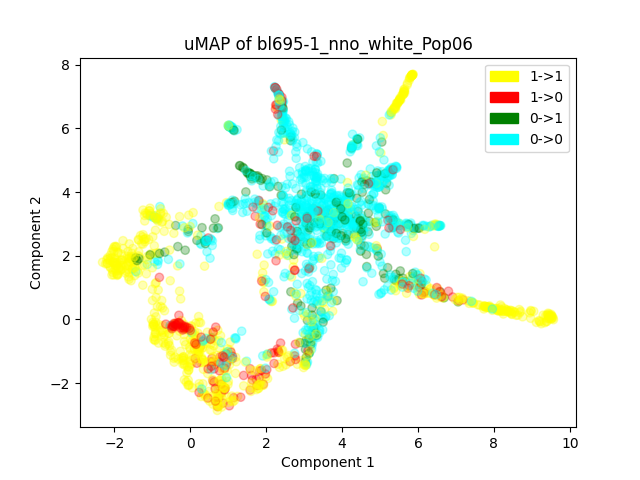 uMAP of bl695-1_nno_white_Pop06
1->1
1->0
0->1
0->0
8
6
4
2
0
−2
Component 2
−2 0 2 4 6 8 10
Component 1